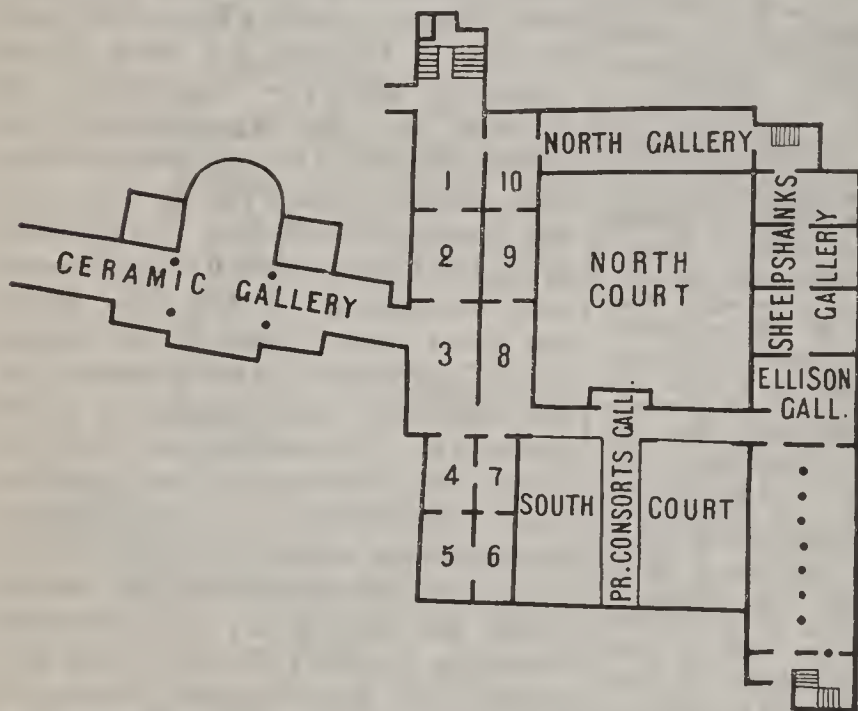 NORTH GALLERY
1 10
2 9
NORTH
COURT
SHEEPSHANKS
GALLERY
CERAMIC GALLERY
3 8
ELLISON
GALL.
4 7
5 6
SOUTH
PR. CONSORTS GALL.
COURT